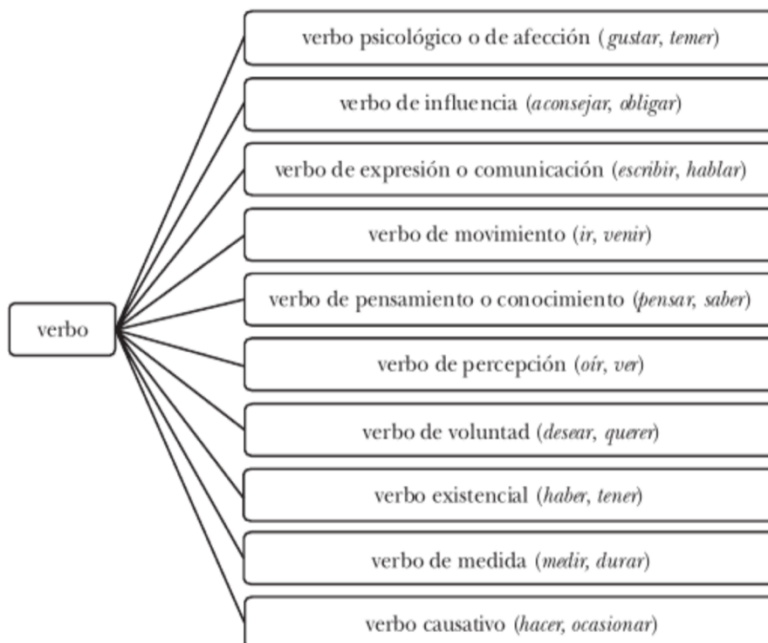 verbo psicológico o de afección (gustar, temer)
verbo de influencia (aconsejar, obligar)
verbo de expresión o comunicación (escribir, hablar)
verbo de movimiento (ir, venir)
verbo de pensamiento o conocimiento (pensar, saber)
verbo
verbo de percepción (oír, ver)
verbo de voluntad (desear, querer)
verbo existencial (haber, tener)
verbo de medida (medir, durar)
verbo causativo (hacer, ocasionar)